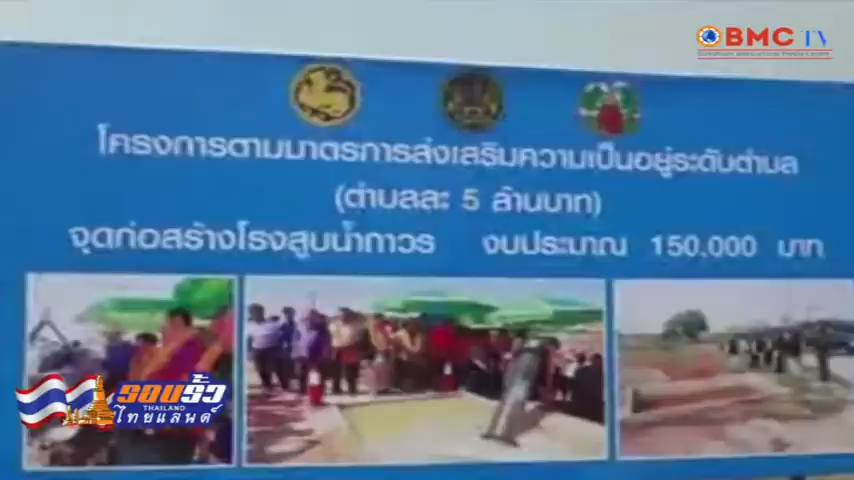 BMC TV
โครงการตามมาตรการส่งเสริมความเป็นอยู่ระดับตำบล
(ตำบลละ 5 ล้านบาท)
จุดก่อสร้างโรงสูบน้ำถาวร งบประมาณ 150,000 บาท
รอบรั้ว
THAILAND
ไทยแลนด์